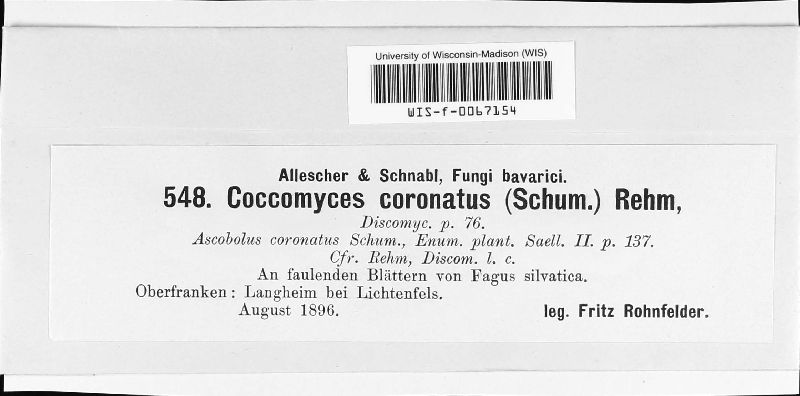 University of Wisconsin-Madison (WIS)
WIS-f-0067154
Allescher & Schnabl, Fungi bavarici.
548. Coccomyces coronatus (Schum.) Rehm,
Discomyc. p. 76.
Ascobolus coronatus Schum., Enum. plant. Saell. II. p. 137.
Cfr. Rehm, Discom. l. c.
An faulenden Blättern von Fagus silvatica.
Oberfranken: Langheim bei Lichtenfels.
August 1896.
leg. Fritz Rohnfelder.